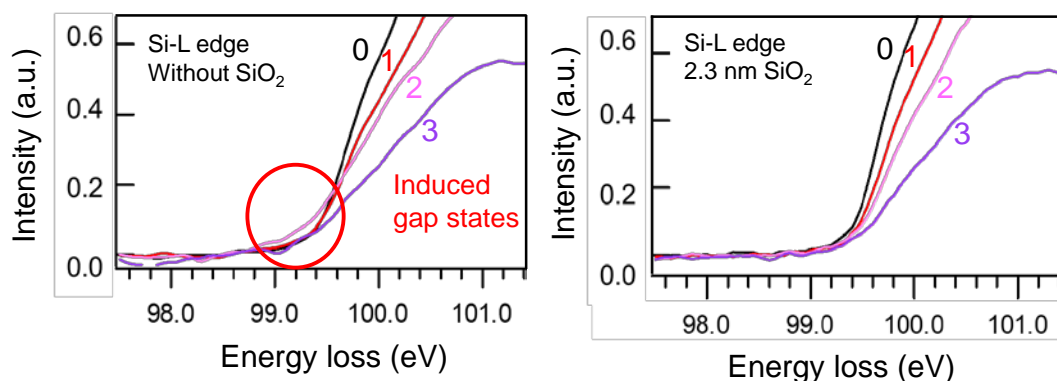 Intensity (a.u.)
0.6
0.4
0.2
0.0
Si-L edge
Without SiO₂
0
1
2
3
Induced
gap states
98.0 99.0 100.0 101.0
Energy loss (eV)
Intensity (a.u.)
0.6
0.4
0.2
0.0
Si-L edge
2.3 nm SiO₂
0
1
2
3
98.0 99.0 100.0 101.0
Energy loss (eV)